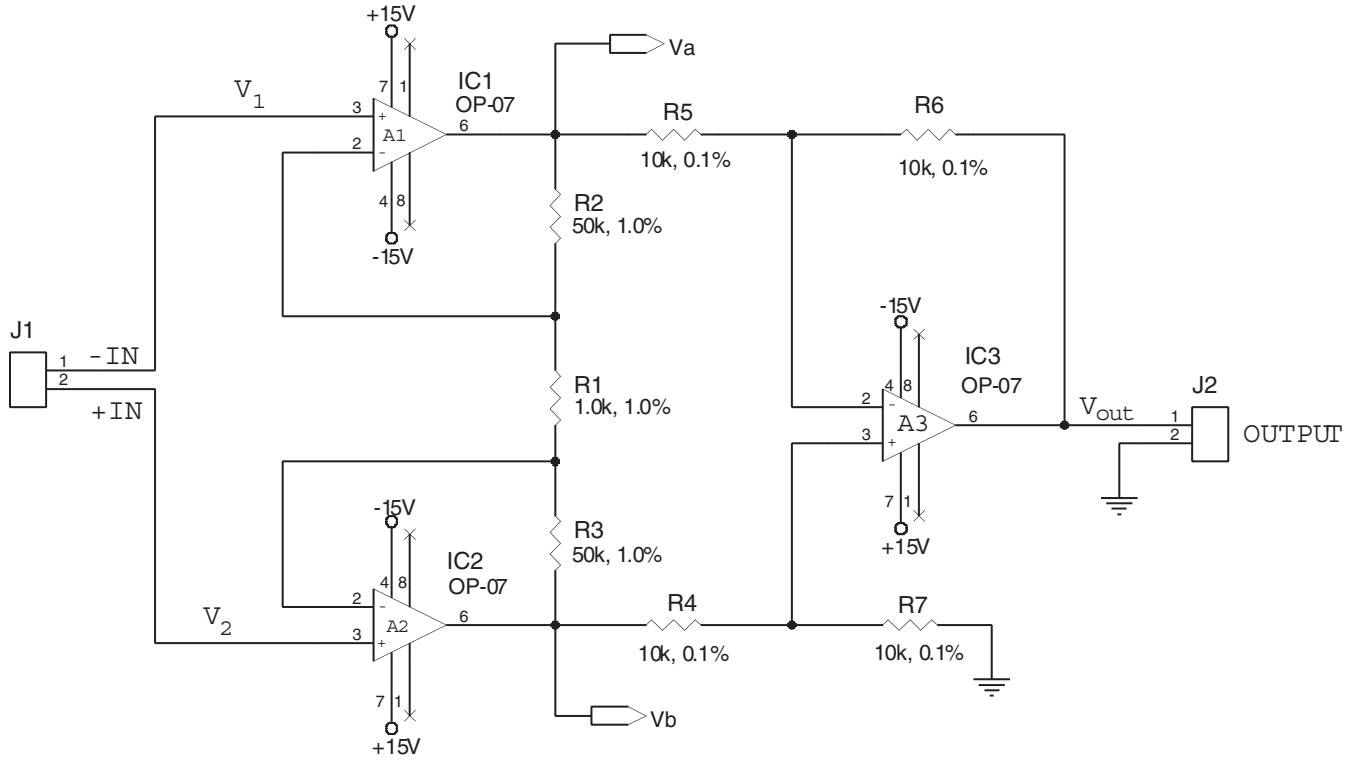 +15V
Va
7
1
IC1
OP-07
V1
3
+
A1
2
-
6
R5
10k, 0.1%
R6
10k, 0.1%
4
8
-15V
R2
50k, 1.0%
J1
1
-IN
2
+IN
R1
1.0k, 1.0%
-15V
4
8
IC3
OP-07
2
-
A3
3
+
6
Vout
J2
1
2
OUTPUT
7
1
+15V
-15V
4
8
IC2
OP-07
R3
50k, 1.0%
2
-
A2
3
+
6
V2
R4
10k, 0.1%
R7
10k, 0.1%
7
1
+15V
Vb